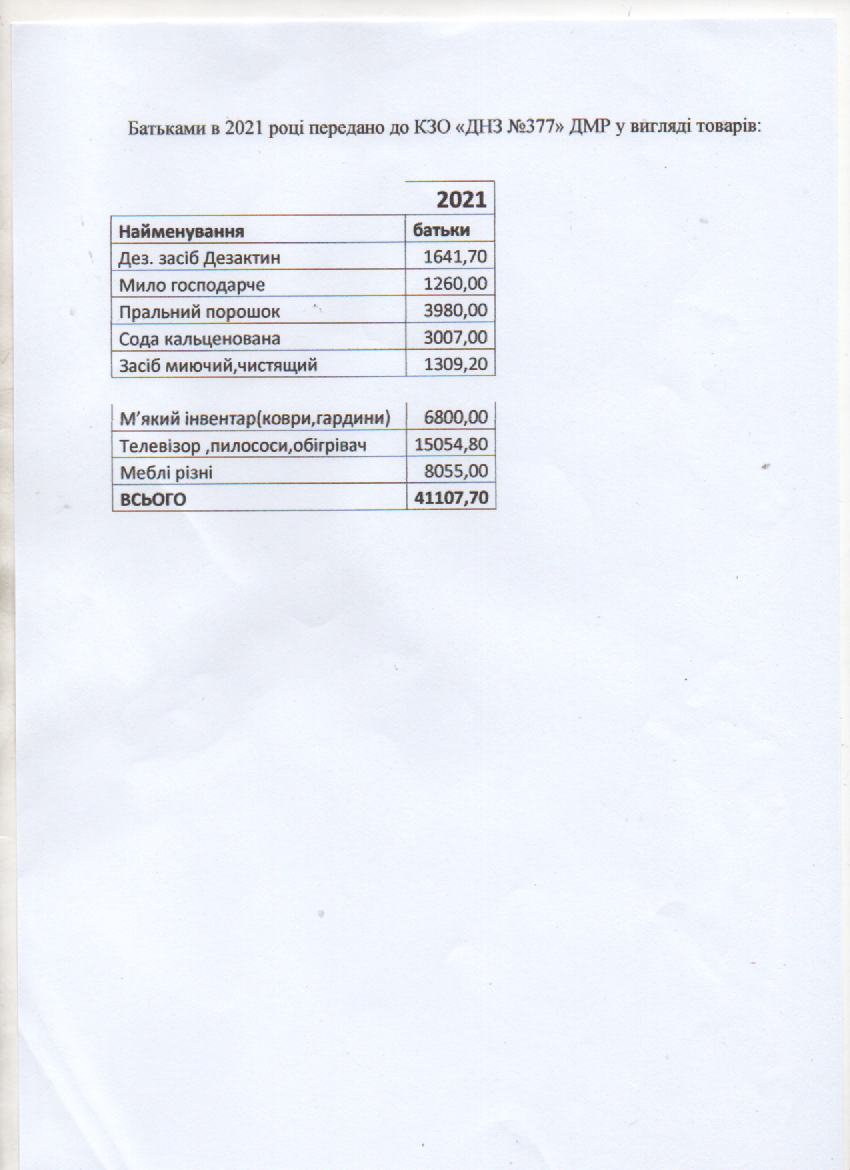 Батьками в 2021 році передано до КЗО «ДНЗ №377» ДМР у вигляді товарів:
2021
Найменування батьки
Дез. засіб Дезактин 1641,70
Мило господарче 1260,00
Пральний порошок 3980,00
Сода кальценована 3007,00
Засіб миючий,чистящий 1309,20
М’який інвентар(коври,гардини) 6800,00
Телевізор ,пилососи,обігрівач 15054,80
Меблі різні 8055,00
ВСЬОГО 41107,70